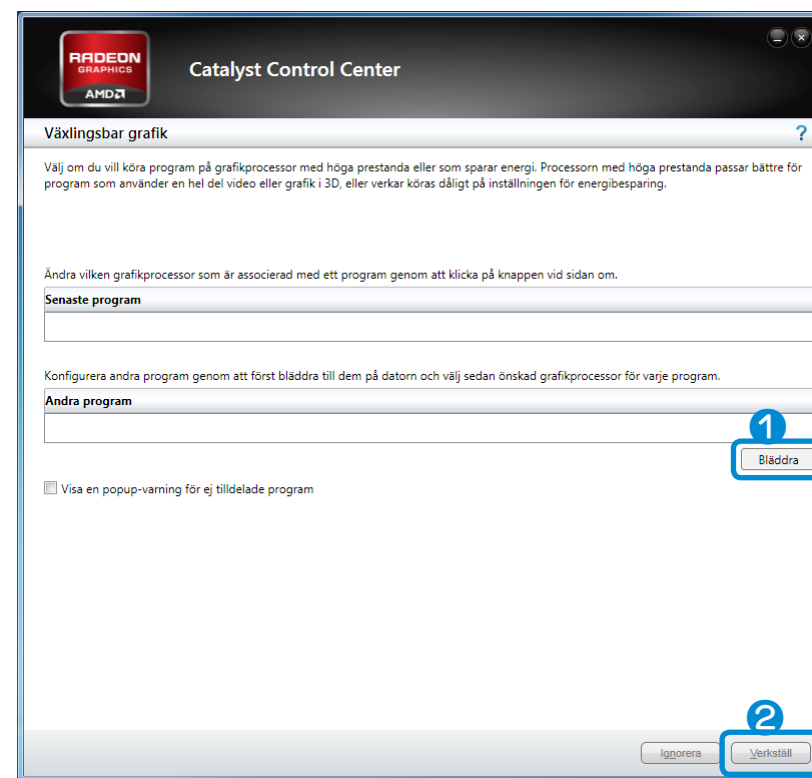 RADEON
GRAPHICS
AMD
Catalyst Control Center
Växlingsbar grafik
?
Välj om du vill köra program på grafikprocessor med höga prestanda eller som sparar energi. Processorn med höga prestanda passar bättre för
program som använder en hel del video eller grafik i 3D, eller verkar köras dåligt på inställningen för energibesparing.
Ändra vilken grafikprocessor som är associerad med ett program genom att klicka på knappen vid sidan om.
Senaste program
Konfigurera andra program genom att först bläddra till dem på datorn och välj sedan önskad grafikprocessor för varje program.
Andra program
1
Bläddra
Visa en popup-varning för ej tilldelade program
2
Ignorera
Verkställ